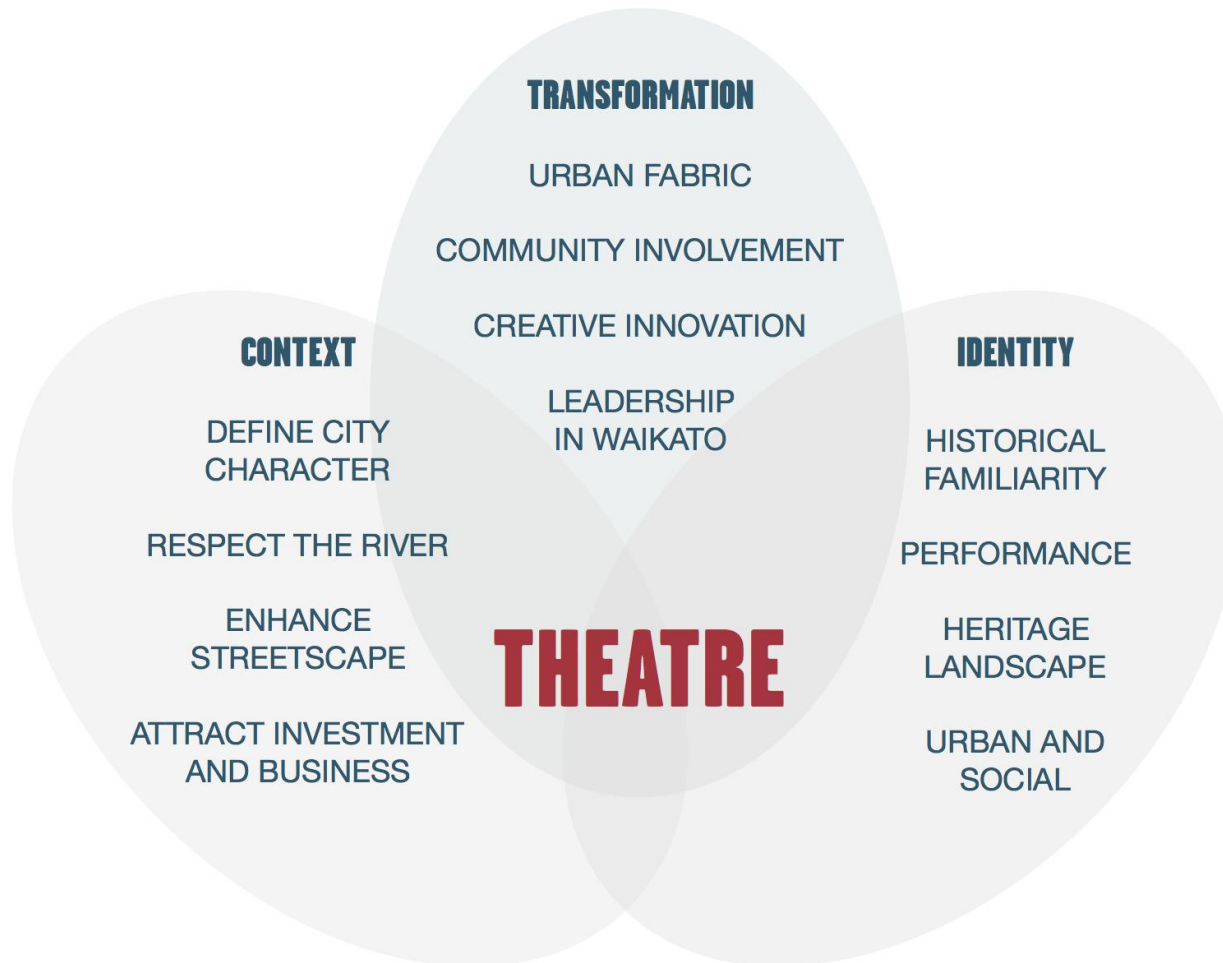 TRANSFORMATION
URBAN FABRIC
COMMUNITY INVOLVEMENT
CREATIVE INNOVATION
LEADERSHIP
IN WAIKATO
CONTEXT
DEFINE CITY
CHARACTER
RESPECT THE RIVER
ENHANCE
STREETSCAPE
ATTRACT INVESTMENT
AND BUSINESS
THEATRE
IDENTITY
HISTORICAL
FAMILIARITY
PERFORMANCE
HERITAGE
LANDSCAPE
URBAN AND
SOCIAL